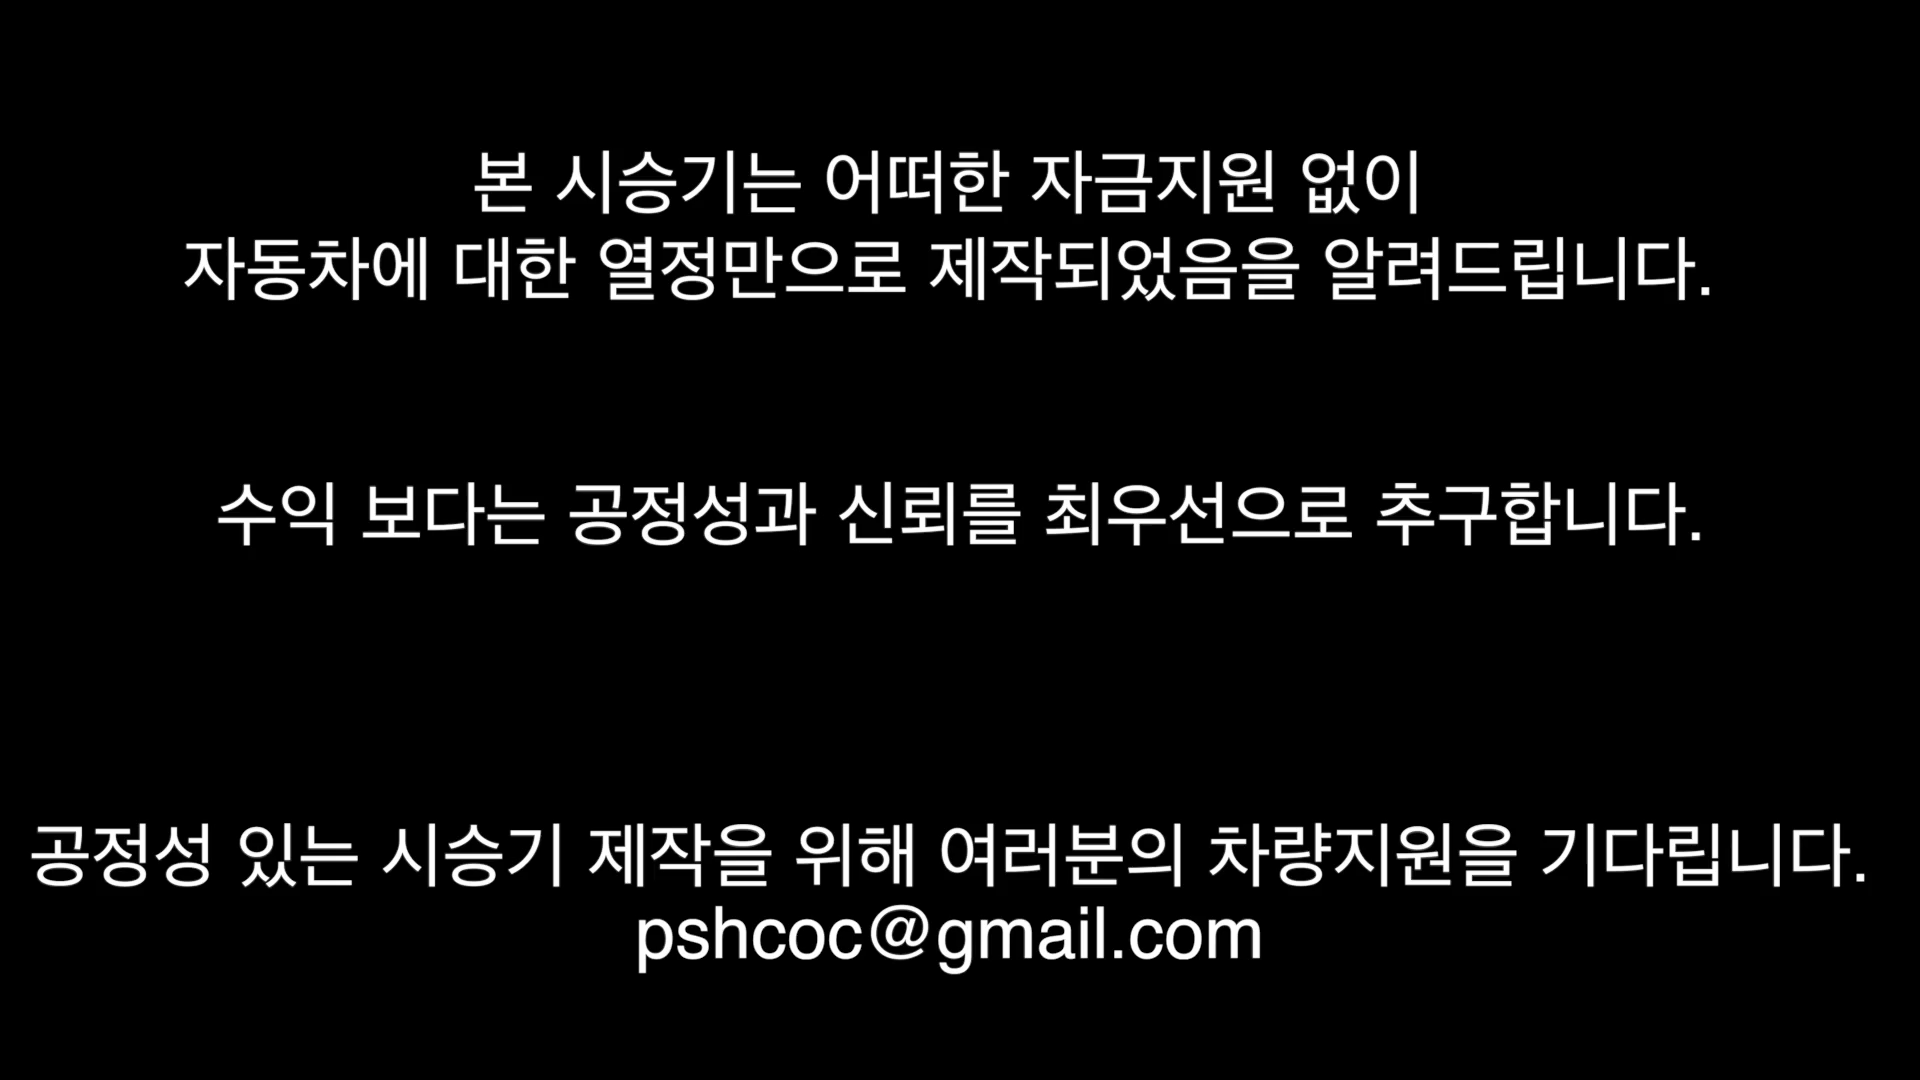 본 시승기는 어떠한 자금지원 없이
자동차에 대한 열정만으로 제작되었음을 알려드립니다.
수익 보다는 공정성과 신뢰를 최우선으로 추구합니다.
공정성 있는 시승기 제작을 위해 여러분의 차량지원을 기다립니다.
pshcoc@gmail.com